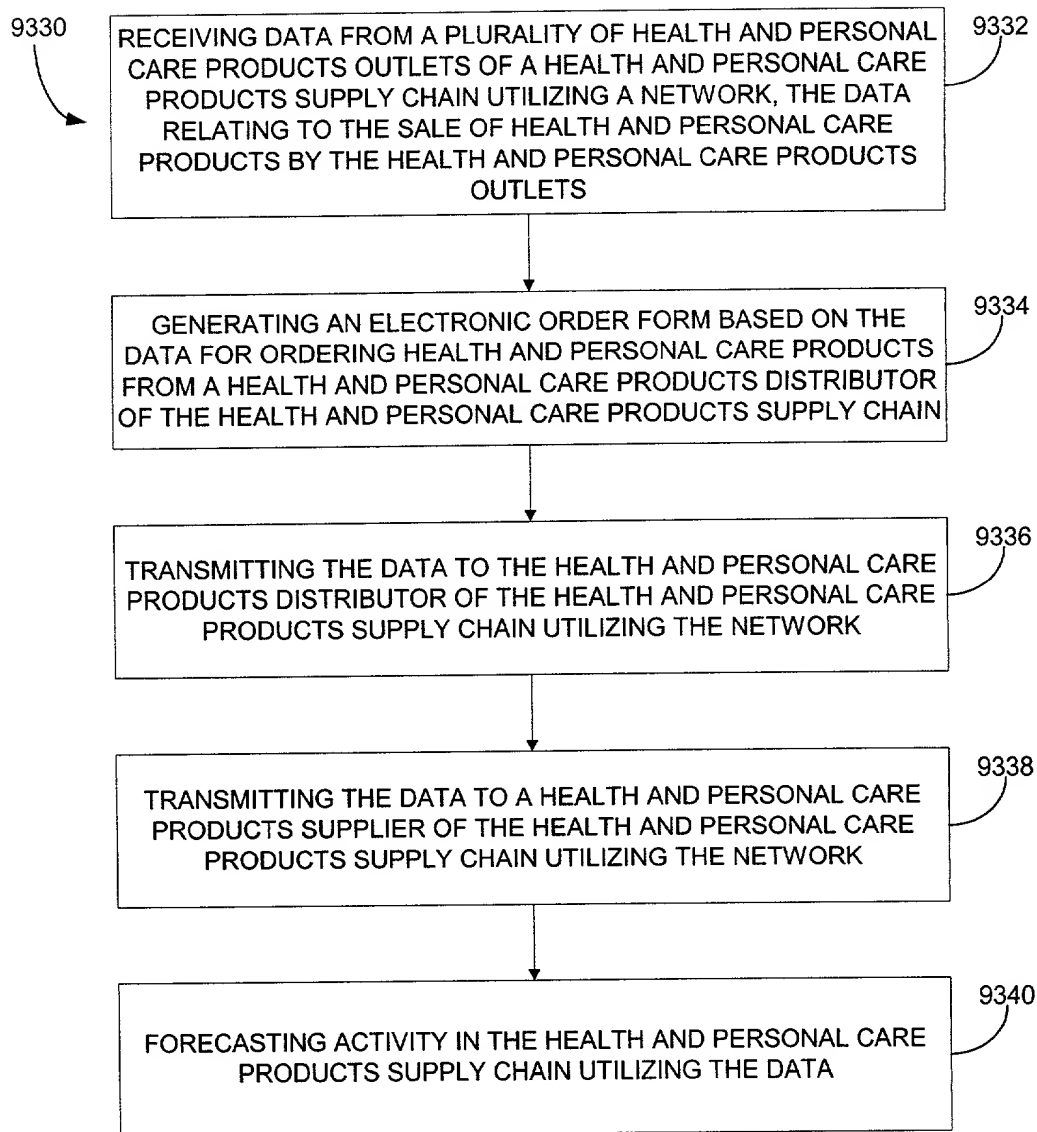 9330
RECEIVING DATA FROM A PLURALITY OF HEALTH AND PERSONAL
CARE PRODUCTS OUTLETS OF A HEALTH AND PERSONAL CARE
PRODUCTS SUPPLY CHAIN UTILIZING A NETWORK, THE DATA
RELATING TO THE SALE OF HEALTH AND PERSONAL CARE
PRODUCTS BY THE HEALTH AND PERSONAL CARE PRODUCTS
OUTLETS
9332
GENERATING AN ELECTRONIC ORDER FORM BASED ON THE
DATA FOR ORDERING HEALTH AND PERSONAL CARE PRODUCTS
FROM A HEALTH AND PERSONAL CARE PRODUCTS DISTRIBUTOR
OF THE HEALTH AND PERSONAL CARE PRODUCTS SUPPLY CHAIN
9334
TRANSMITTING THE DATA TO THE HEALTH AND PERSONAL CARE
PRODUCTS DISTRIBUTOR OF THE HEALTH AND PERSONAL CARE
PRODUCTS SUPPLY CHAIN UTILIZING THE NETWORK
9336
TRANSMITTING THE DATA TO A HEALTH AND PERSONAL CARE
PRODUCTS SUPPLIER OF THE HEALTH AND PERSONAL CARE
PRODUCTS SUPPLY CHAIN UTILIZING THE NETWORK
9338
FORECASTING ACTIVITY IN THE HEALTH AND PERSONAL CARE
PRODUCTS SUPPLY CHAIN UTILIZING THE DATA
9340